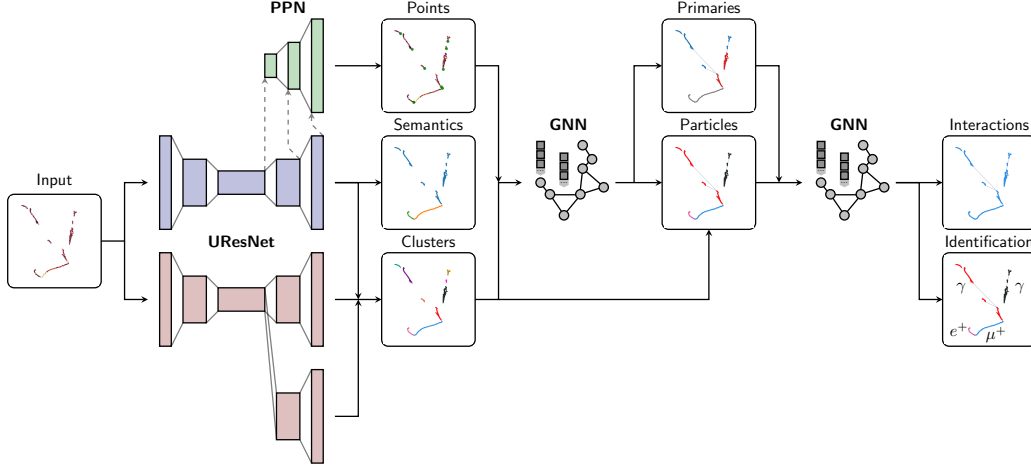 PPN
Points
Primaries
Semantics
GNN
Particles
GNN
Interactions
Input
UResNet
Clusters
Identification
γ
γ
e⁺
μ⁺